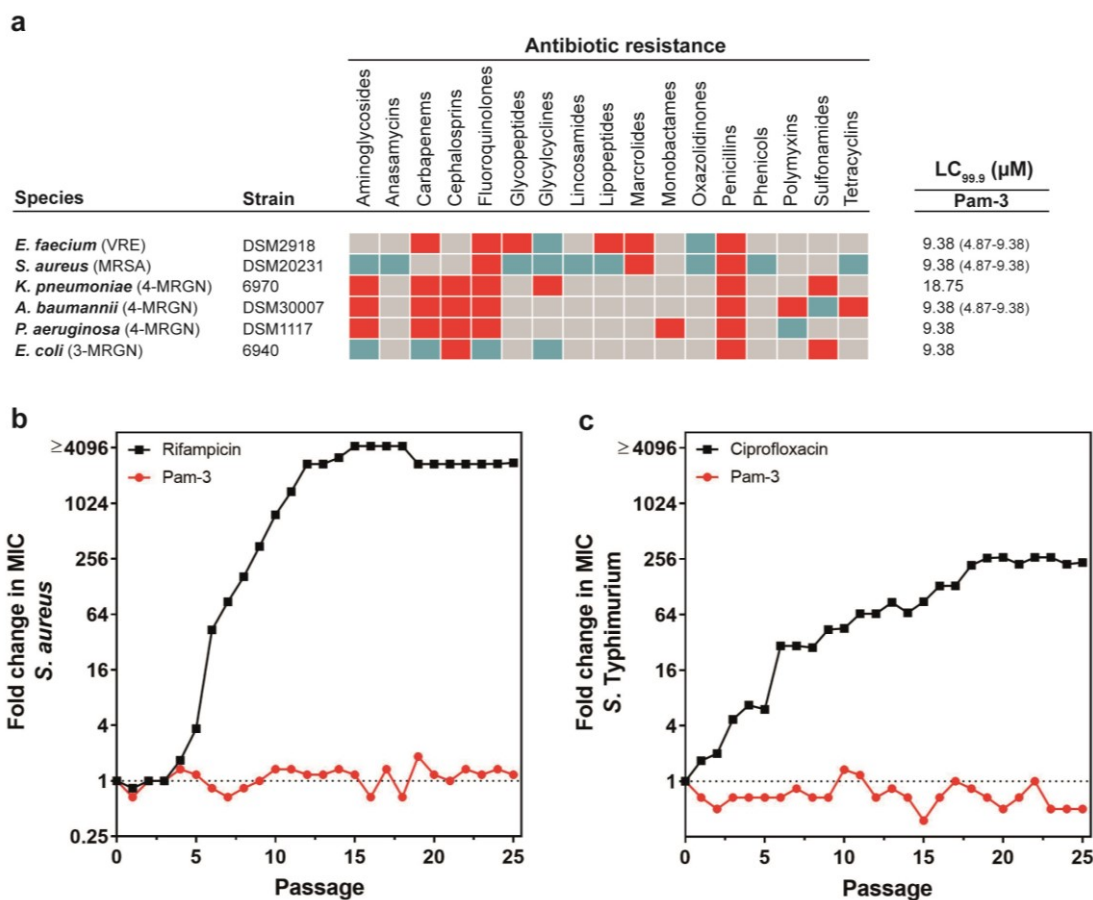 a
Antibiotic resistance
Aminoglycosides
Anasamycins
Carbapenems
Cephalosprins
Fluoroquinolones
Glycopeptides
Glycylcyclines
Lincosamides
Lipopeptides
Marcrolides
Monobactames
Oxazolidinones
Penicillins
Phenicols
Polymyxins
Sulfonamides
Tetracyclins
LC99.9 (µM)
Species Strain Pam-3
E. faecium (VRE) DSM2918 9.38 (4.87-9.38)
S. aureus (MRSA) DSM20231 9.38 (4.87-9.38)
K. pneumoniae (4-MRGN) 6970 18.75
A. baumannii (4-MRGN) DSM30007 9.38 (4.87-9.38)
P. aeruginosa (4-MRGN) DSM1117 9.38
E. coli (3-MRGN) 6940 9.38
b
Fold change in MIC
S. aureus
≥4096
1024
256
64
16
4
1
0.25
Rifampicin
Pam-3
0 5 10 15 20 25
Passage
c
Fold change in MIC
S. Typhimurium
≥4096
1024
256
64
16
4
1
Ciprofloxacin
Pam-3
0 5 10 15 20 25
Passage